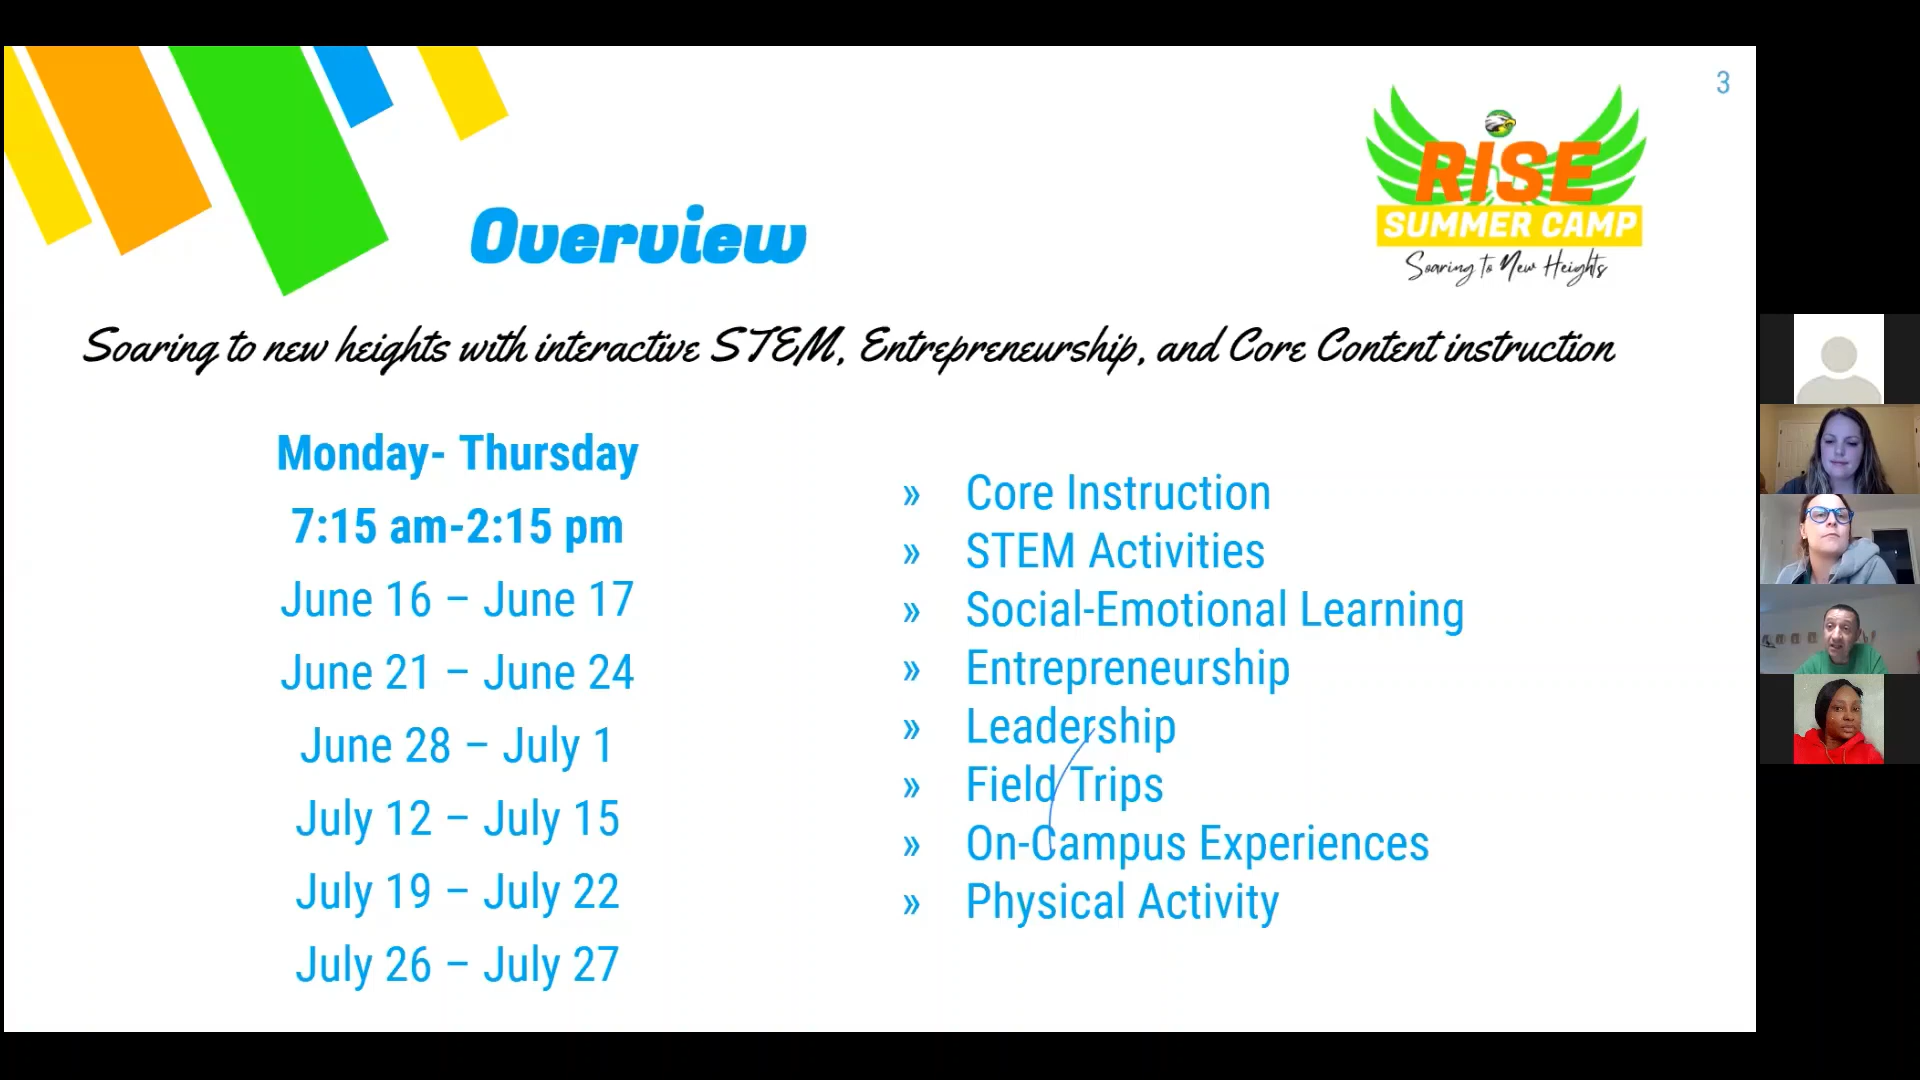 3
RISE
SUMMER CAMP
Soaring to New Heights
Overview
Soaring to new heights with interactive STEM, Entrepreneurship, and Core Content instruction
Monday- Thursday
7:15 am-2:15 pm
June 16 – June 17
June 21 – June 24
June 28 – July 1
July 12 – July 15
July 19 – July 22
July 26 – July 27
» Core Instruction
» STEM Activities
» Social-Emotional Learning
» Entrepreneurship
» Leadership
» Field Trips
» On-Campus Experiences
» Physical Activity